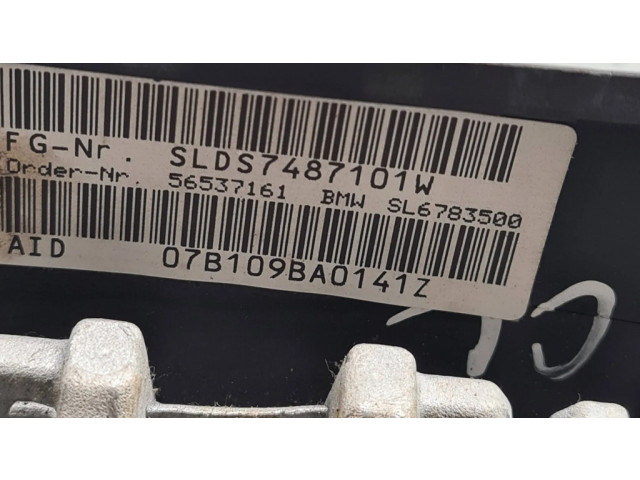 FG-Nr. SLDS7487101W
Order-Nr. 56537161 BMW SL6783500
AID 07B109BA0141Z